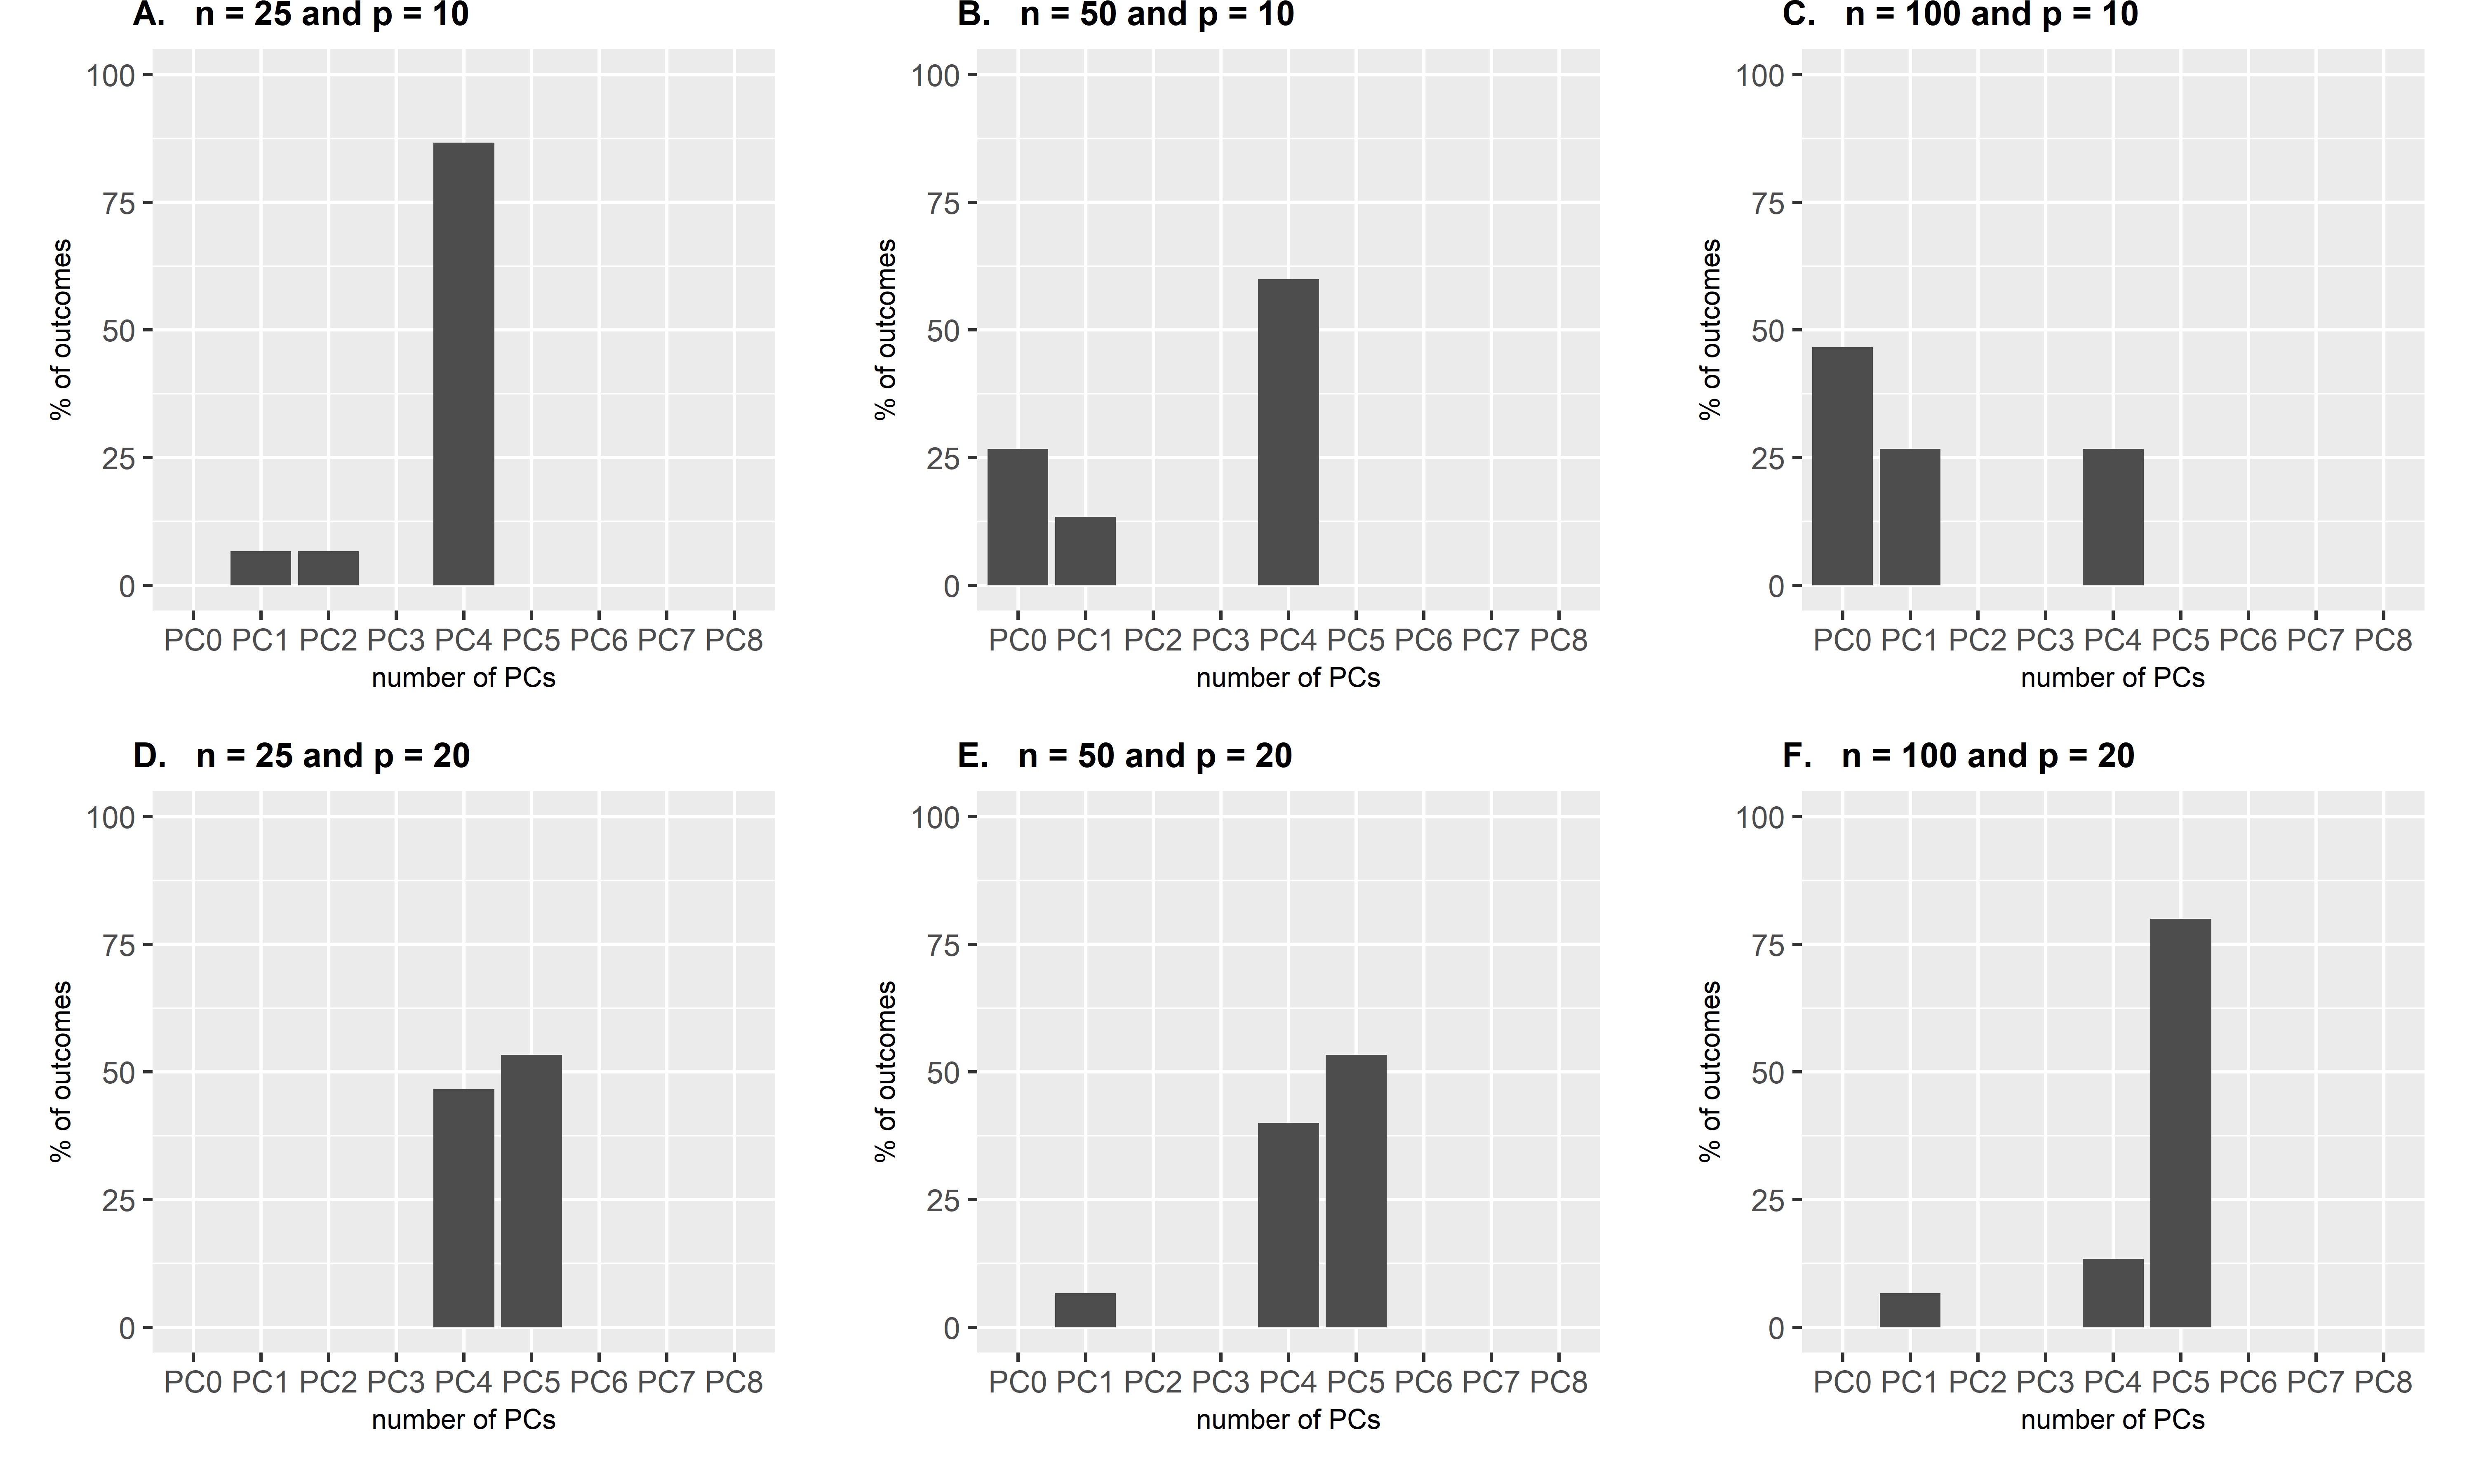 A. n = 25 and p = 10
B. n = 50 and p = 10
C. n = 100 and p = 10
100
75
50
25
0
% of outcomes
PC0 PC1 PC2 PC3 PC4 PC5 PC6 PC7 PC8
number of PCs
100
75
50
25
0
% of outcomes
PC0 PC1 PC2 PC3 PC4 PC5 PC6 PC7 PC8
number of PCs
100
75
50
25
0
% of outcomes
PC0 PC1 PC2 PC3 PC4 PC5 PC6 PC7 PC8
number of PCs
D. n = 25 and p = 20
E. n = 50 and p = 20
F. n = 100 and p = 20
100
75
50
25
0
% of outcomes
PC0 PC1 PC2 PC3 PC4 PC5 PC6 PC7 PC8
number of PCs
100
75
50
25
0
% of outcomes
PC0 PC1 PC2 PC3 PC4 PC5 PC6 PC7 PC8
number of PCs
100
75
50
25
0
% of outcomes
PC0 PC1 PC2 PC3 PC4 PC5 PC6 PC7 PC8
number of PCs